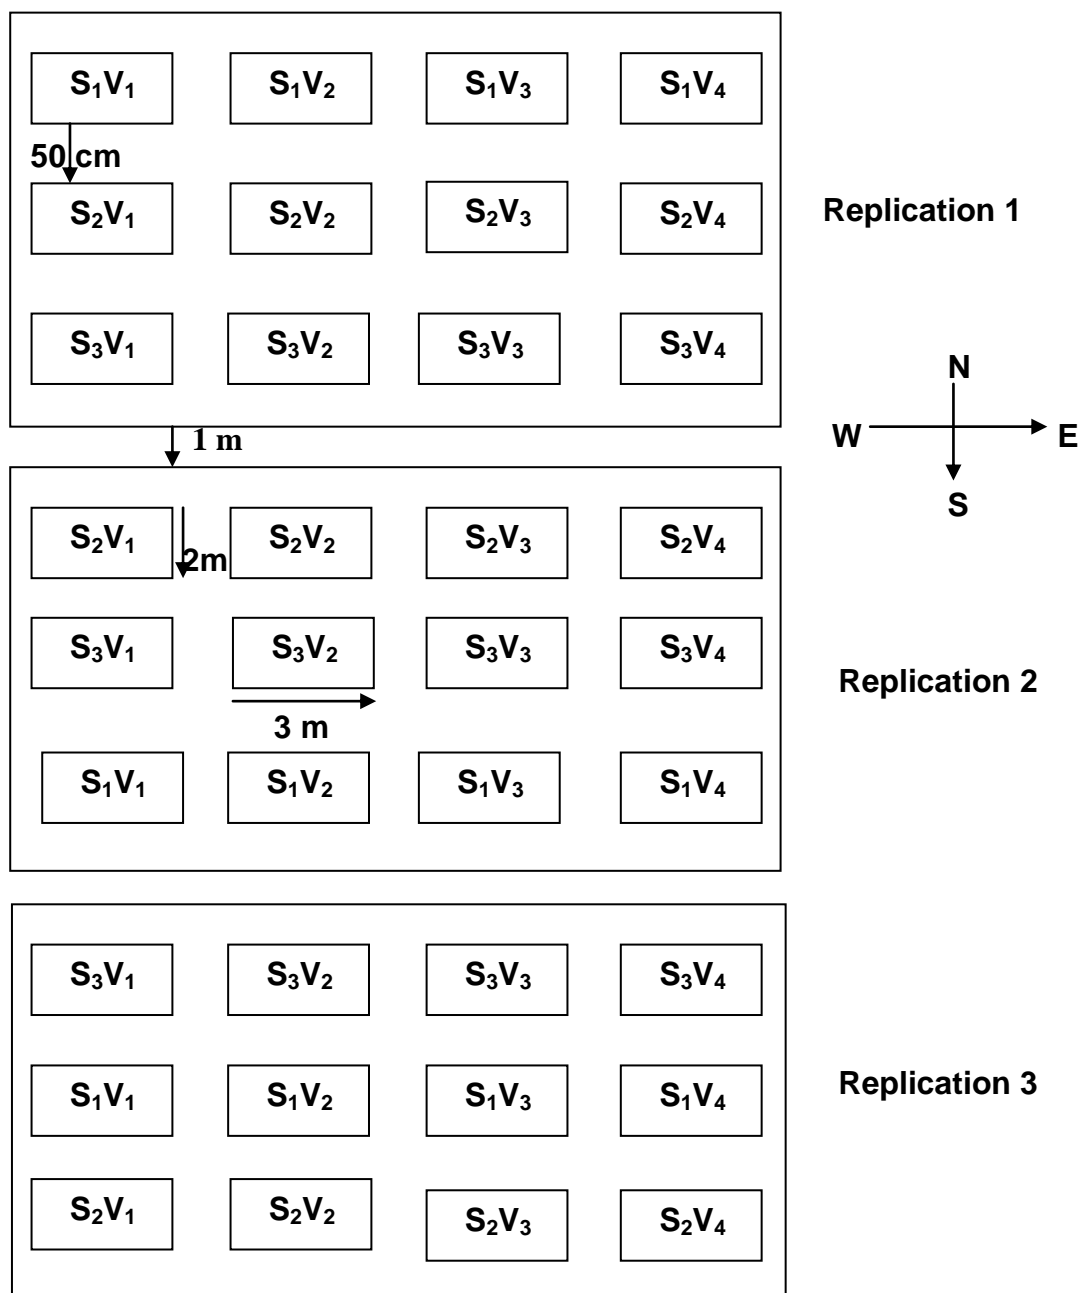 S₁V₁ S₁V₂ S₁V₃ S₁V₄
50 cm
S₂V₁ S₂V₂ S₂V₃ S₂V₄
Replication 1
S₃V₁ S₃V₂ S₃V₃ S₃V₄
N
W E
S
1 m
S₂V₁ S₂V₂ S₂V₃ S₂V₄
2m
S₃V₁ S₃V₂ S₃V₃ S₃V₄
Replication 2
3 m
S₁V₁ S₁V₂ S₁V₃ S₁V₄
S₃V₁ S₃V₂ S₃V₃ S₃V₄
S₁V₁ S₁V₂ S₁V₃ S₁V₄
Replication 3
S₂V₁ S₂V₂ S₂V₃ S₂V₄